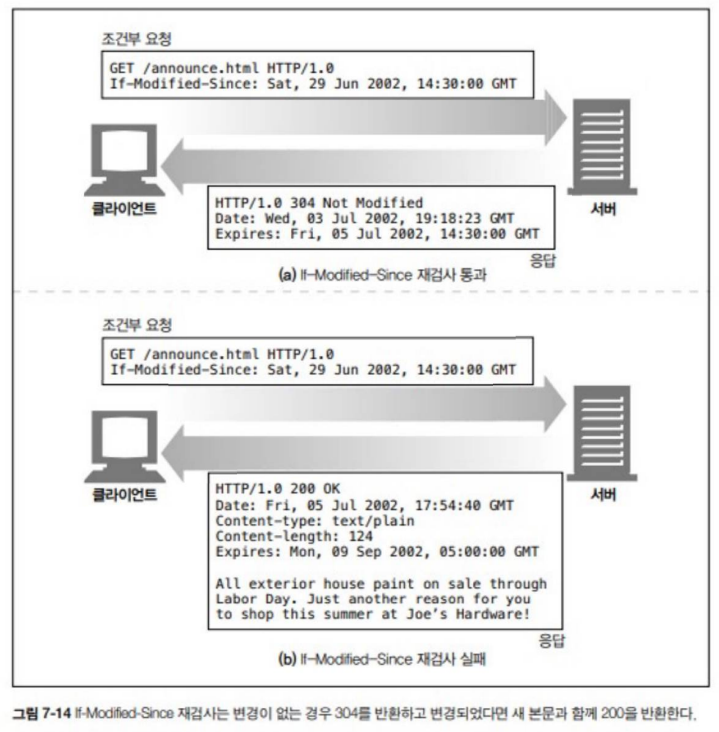 조건부 요청
GET /announce.html HTTP/1.0
If-Modified-Since: Sat, 29 Jun 2002, 14:30:00 GMT
클라이언트
서버
HTTP/1.0 304 Not Modified
Date: Wed, 03 Jul 2002, 19:18:23 GMT
Expires: Fri, 05 Jul 2002, 14:30:00 GMT
응답
(a) If-Modified-Since 재검사 통과
조건부 요청
GET /announce.html HTTP/1.0
If-Modified-Since: Sat, 29 Jun 2002, 14:30:00 GMT
클라이언트
서버
HTTP/1.0 200 OK
Date: Fri, 05 Jul 2002, 17:54:40 GMT
Content-type: text/plain
Content-length: 124
Expires: Mon, 09 Sep 2002, 05:00:00 GMT
All exterior house paint on sale through
Labor Day. Just another reason for you
to shop this summer at Joe's Hardware!
응답
(b) If-Modified-Since 재검사 실패
그림 7-14 If-Modified-Since 재검사는 변경이 없는 경우 304를 반환하고 변경되었다면 새 본문과 함께 200을 반환한다.